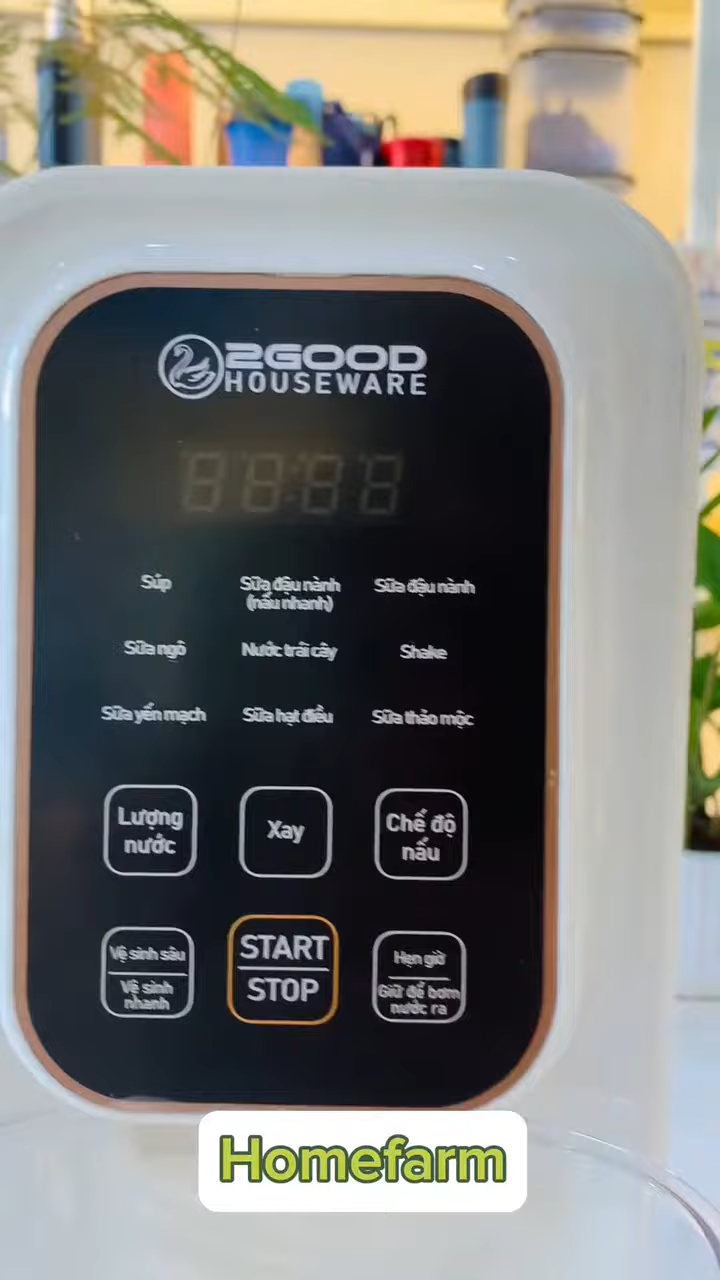 2GOOD
HOUSEWARE
88:88
Súp
Sữa đậu nành
(nấu nhanh)
Sữa đậu nành
Sữa ngô
Nước trái cây
Shake
Sữa yến mạch
Sữa hạt điều
Sữa thảo mộc
Lượng
nước
Xay
Chế độ
nấu
Vệ sinh sâu
Vệ sinh
nhanh
START
STOP
Hẹn giờ
Giữ để bơm
nước ra
Homefarm